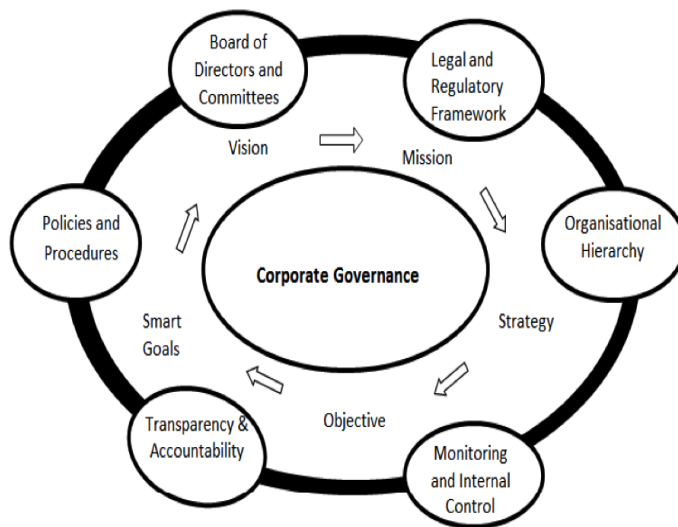 Board of
Directors and
Committees
Legal and
Regulatory
Framework
Vision
Mission
Policies and
Procedures
Organisational
Hierarchy
Corporate Governance
Smart
Goals
Strategy
Objective
Transparency &
Accountability
Monitoring
and Internal
Control